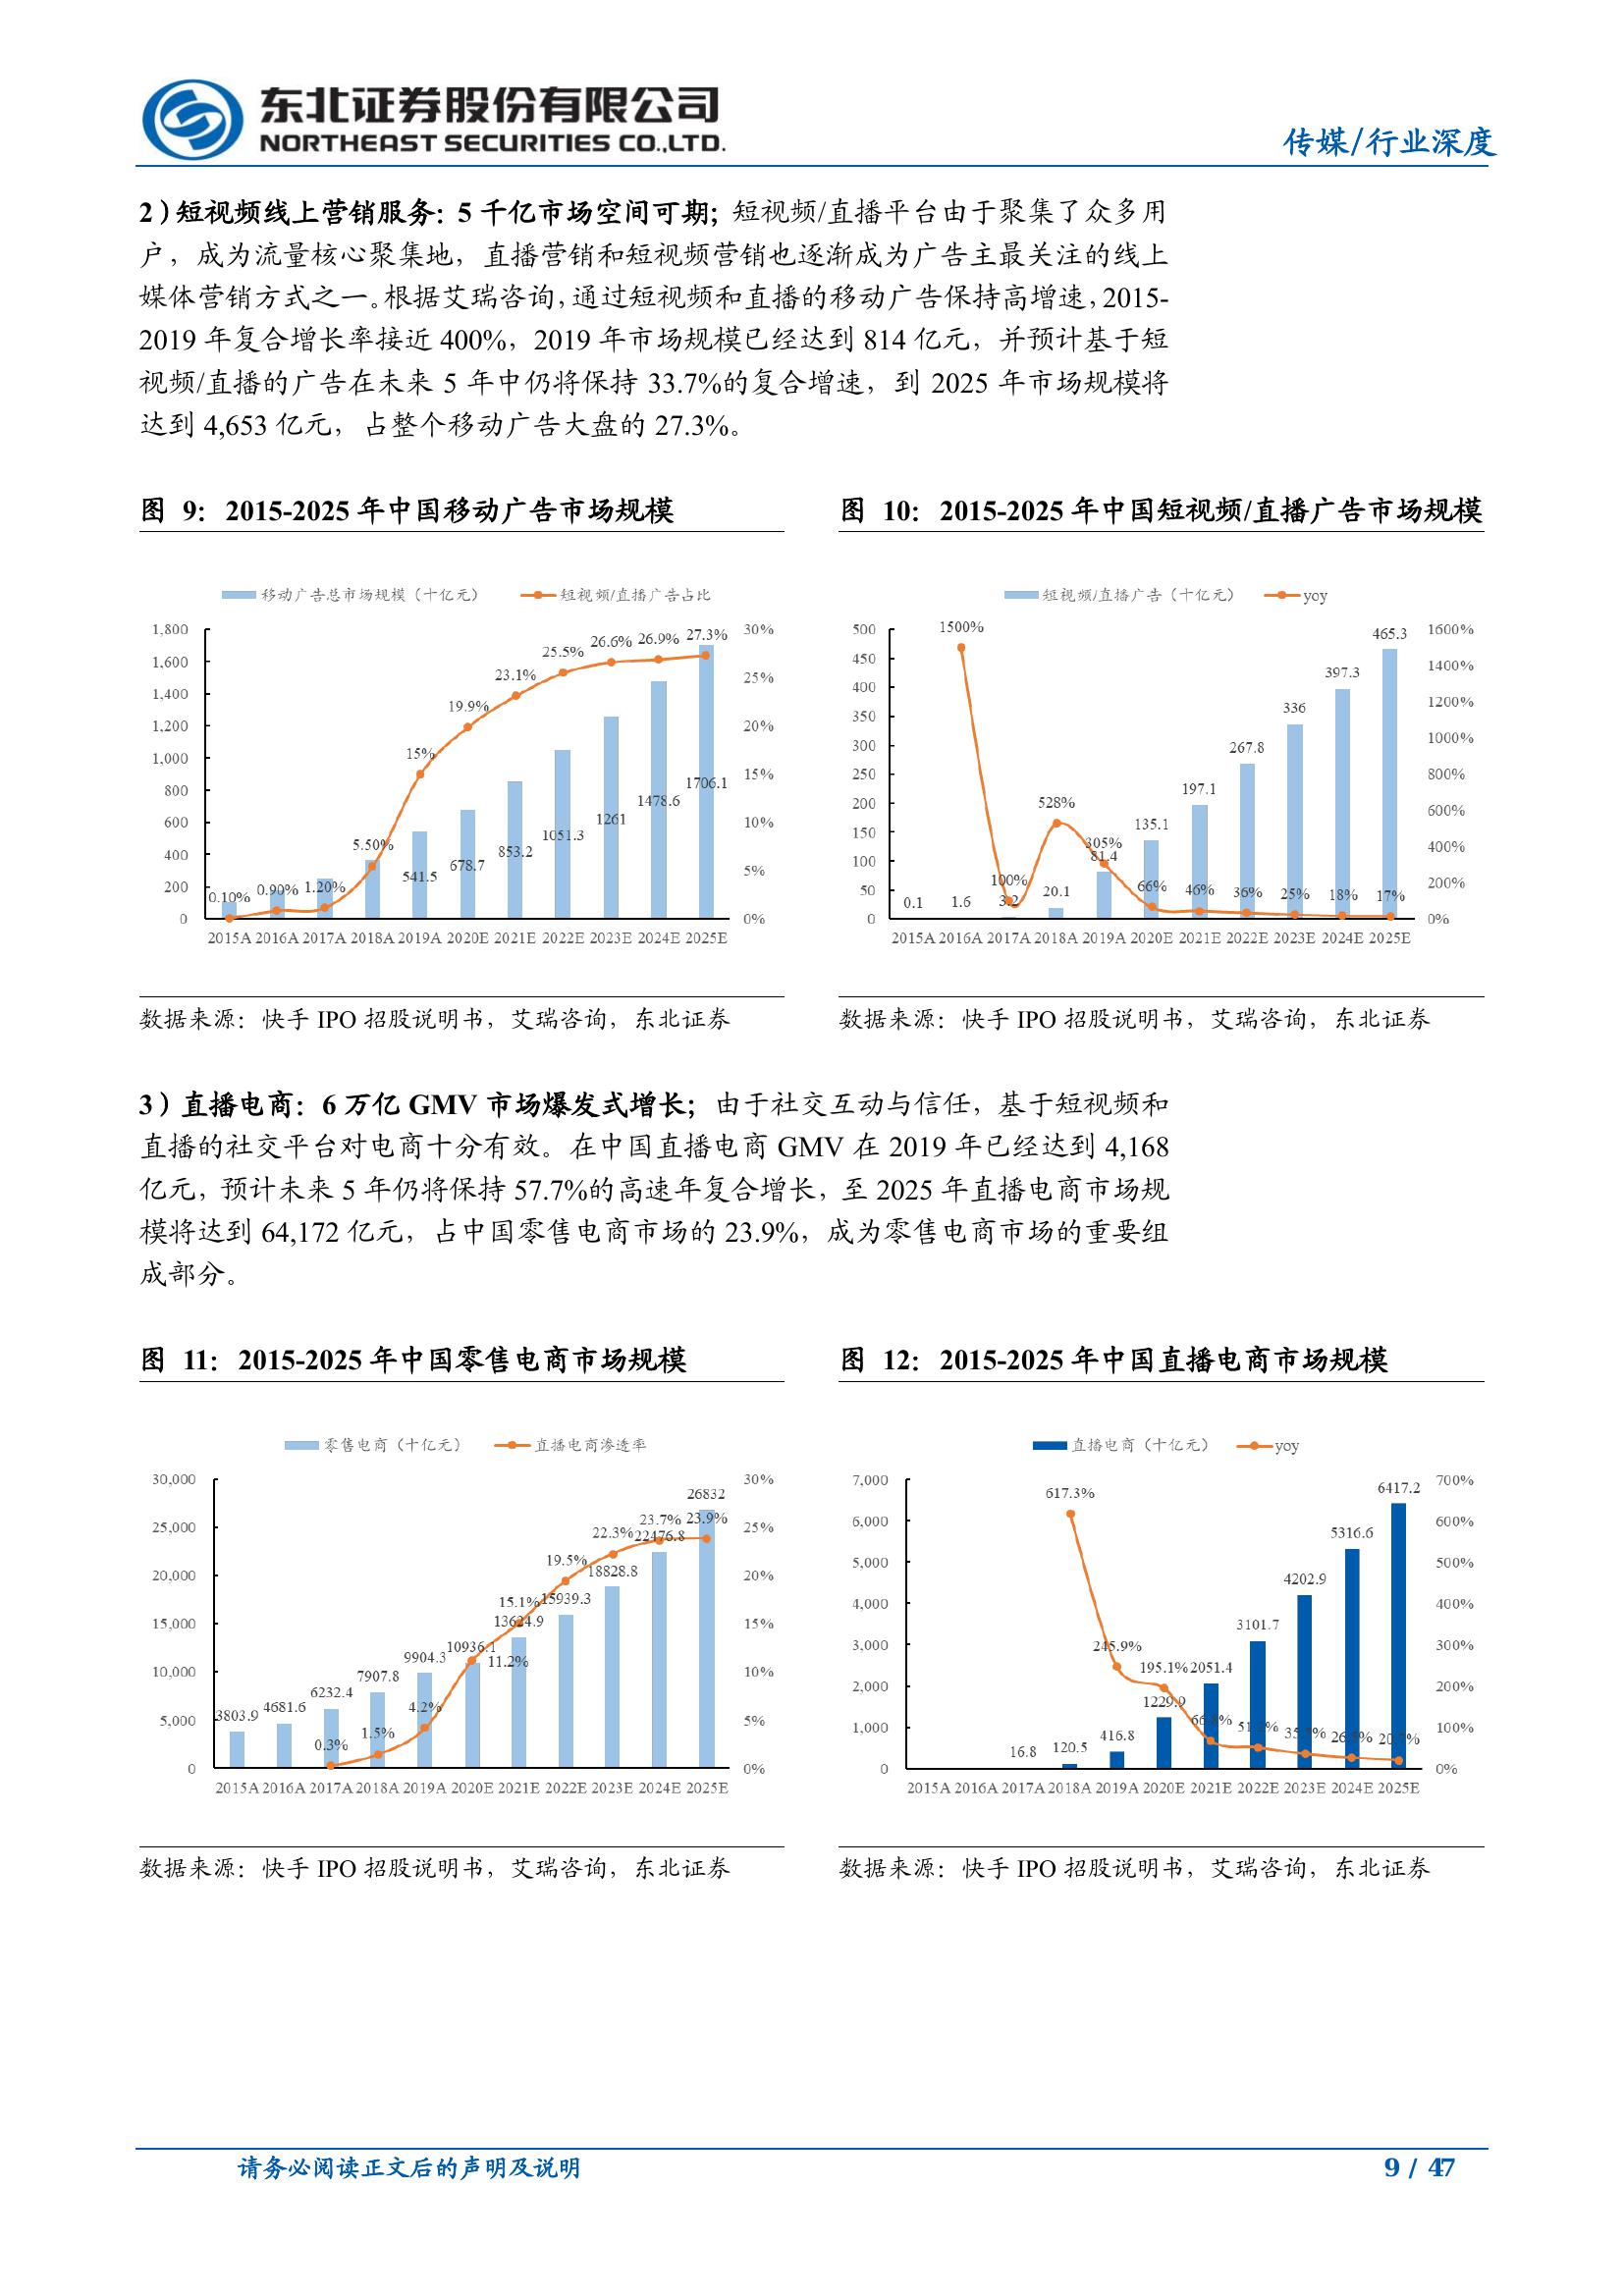 东北证券股份有限公司
NORTHEAST SECURITIES CO.,LTD.
传媒/行业深度
2）短视频线上营销服务：5 千亿市场空间可期；短视频/直播平台由于聚集了众多用
户，成为流量核心聚集地，直播营销和短视频营销也逐渐成为广告主最关注的线上
媒体营销方式之一。根据艾瑞咨询，通过短视频和直播的移动广告保持高增速，2015-
2019 年复合增长率接近 400%，2019 年市场规模已经达到 814 亿元，并预计基于短
视频/直播的广告在未来 5 年中仍将保持 33.7%的复合增速，到 2025 年市场规模将
达到 4,653 亿元，占整个移动广告大盘的 27.3%。
图 9：2015-2025 年中国移动广告市场规模
移动广告总市场规模（十亿元） 短视频/直播广告占比
1,800 1,600 1,400 1,200 1,000 800 600 400 200 0
30% 25% 20% 15% 10% 5% 0%
0.10% 0.90% 1.20% 5.50% 15% 19.9% 23.1% 25.5% 26.6% 26.9% 27.3%
541.5 678.7 853.2 1051.3 1261 1478.6 1706.1
2015A 2016A 2017A 2018A 2019A 2020E 2021E 2022E 2023E 2024E 2025E
数据来源：快手 IPO 招股说明书，艾瑞咨询，东北证券
图 10：2015-2025 年中国短视频/直播广告市场规模
短视频/直播广告（十亿元） yoy
500 450 400 350 300 250 200 150 100 50 0
1600% 1400% 1200% 1000% 800% 600% 400% 200% 0%
1500% 100% 528% 305% 66% 46% 36% 25% 18% 17%
0.1 1.6 3.2 20.1 81.4 135.1 197.1 267.8 336 397.3 465.3
2015A 2016A 2017A 2018A 2019A 2020E 2021E 2022E 2023E 2024E 2025E
数据来源：快手 IPO 招股说明书，艾瑞咨询，东北证券
3）直播电商：6 万亿 GMV 市场爆发式增长；由于社交互动与信任，基于短视频和
直播的社交平台对电商十分有效。在中国直播电商 GMV 在 2019 年已经达到 4,168
亿元，预计未来 5 年仍将保持 57.7%的高速年复合增长，至 2025 年直播电商市场规
模将达到 64,172 亿元，占中国零售电商市场的 23.9%，成为零售电商市场的重要组
成部分。
图 11：2015-2025 年中国零售电商市场规模
零售电商（十亿元） 直播电商渗透率
30,000 25,000 20,000 15,000 10,000 5,000 0
30% 25% 20% 15% 10% 5% 0%
3803.9 4681.6 6232.4 7907.8 9904.3 10936.1 13624.9 15939.3 18828.8 22476.8 26832
0.3% 1.5% 4.2% 11.2% 15.1% 19.5% 22.3% 23.7% 23.9%
2015A 2016A 2017A 2018A 2019A 2020E 2021E 2022E 2023E 2024E 2025E
数据来源：快手 IPO 招股说明书，艾瑞咨询，东北证券
图 12：2015-2025 年中国直播电商市场规模
直播电商（十亿元） yoy
7,000 6,000 5,000 4,000 3,000 2,000 1,000 0
700% 600% 500% 400% 300% 200% 100% 0%
617.3% 245.9% 195.1%
16.8 120.5 416.8 1229.9 2051.4 3101.7 4202.9 5316.6 6417.2
2015A 2016A 2017A 2018A 2019A 2020E 2021E 2022E 2023E 2024E 2025E
数据来源：快手 IPO 招股说明书，艾瑞咨询，东北证券
请务必阅读正文后的声明及说明
9 / 47